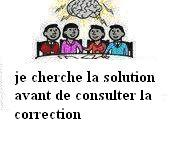 je cherche la solution
avant de consulter la
correction